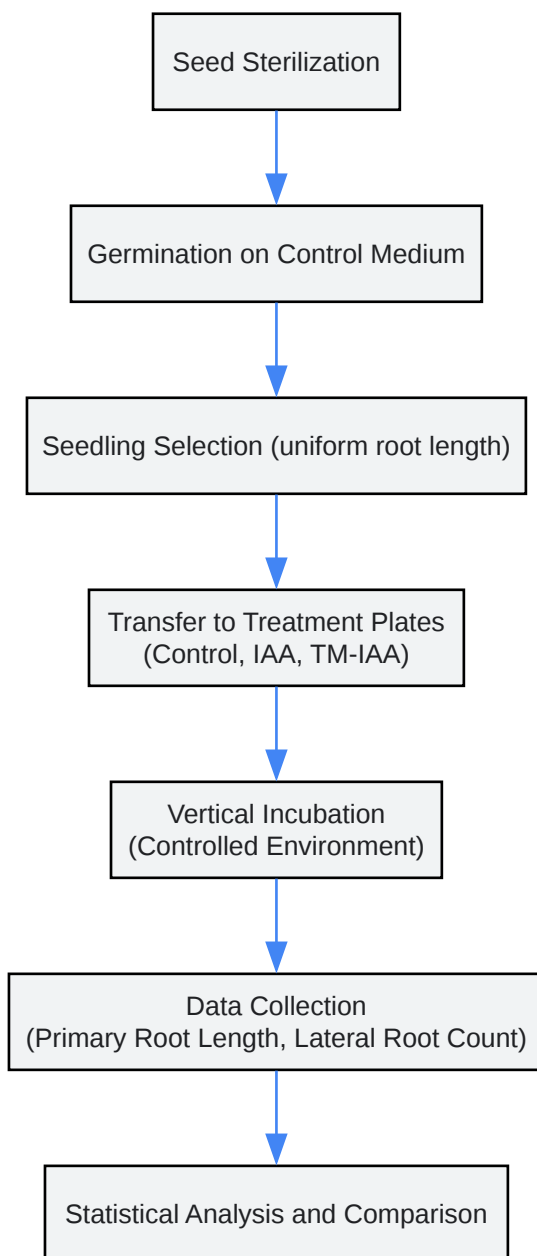 Seed Sterilization
Germination on Control Medium
Seedling Selection (uniform root length)
Transfer to Treatment Plates
(Control, IAA, TM-IAA)
Vertical Incubation
(Controlled Environment)
Data Collection
(Primary Root Length, Lateral Root Count)
Statistical Analysis and Comparison